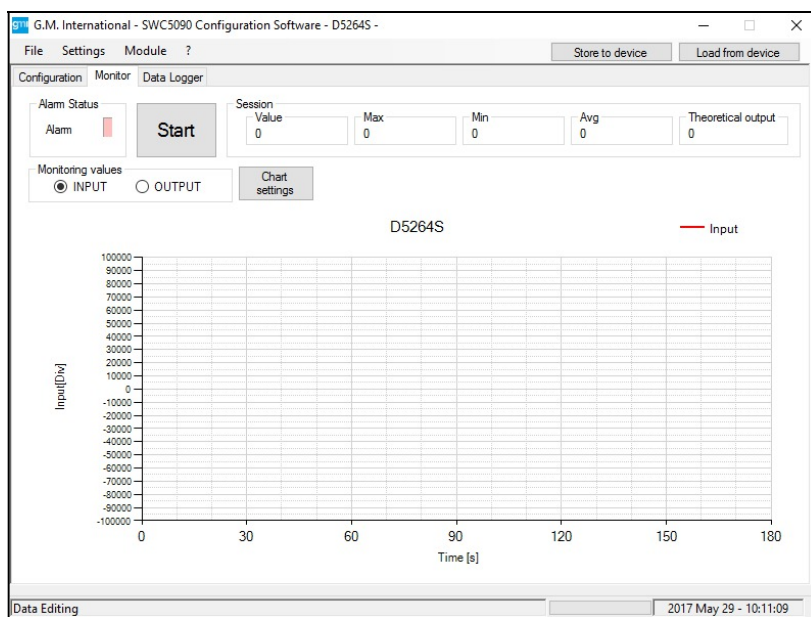 gmi G.M. International - SWC5090 Configuration Software - D5264S -
File Settings Module ? Store to device Load from device
Configuration Monitor Data Logger
Alarm Status
Alarm
Start
Session
Value Max Min Avg Theoretical output
0 0 0 0 0
Monitoring values
INPUT OUTPUT
Chart
settings
D5264S
Input
100000
90000
80000
70000
60000
50000
40000
30000
20000
10000
0
-10000
-20000
-30000
-40000
-50000
-60000
-70000
-80000
-90000
-100000
Input[Div]
0 30 60 90 120 150 180
Time [s]
Data Editing 2017 May 29 - 10:11:09